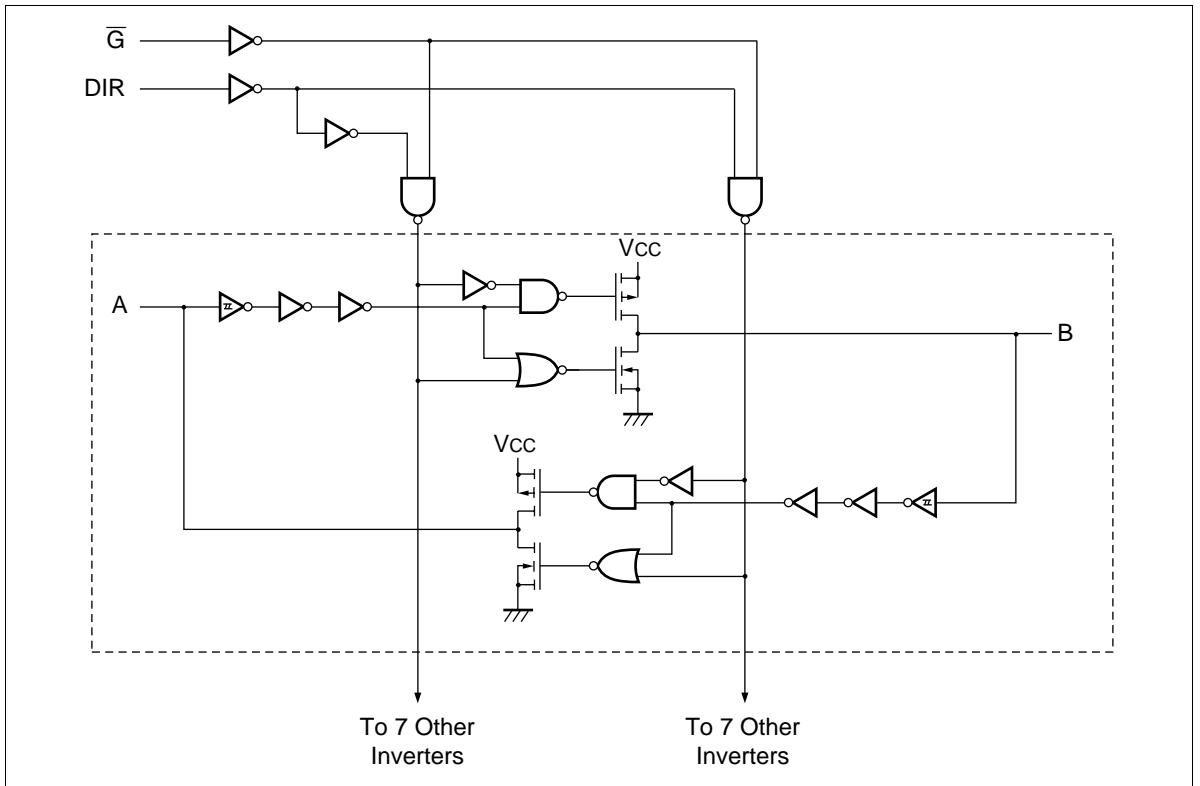 G̅
DIR
VCC
A
B
VCC
To 7 Other
Inverters
To 7 Other
Inverters